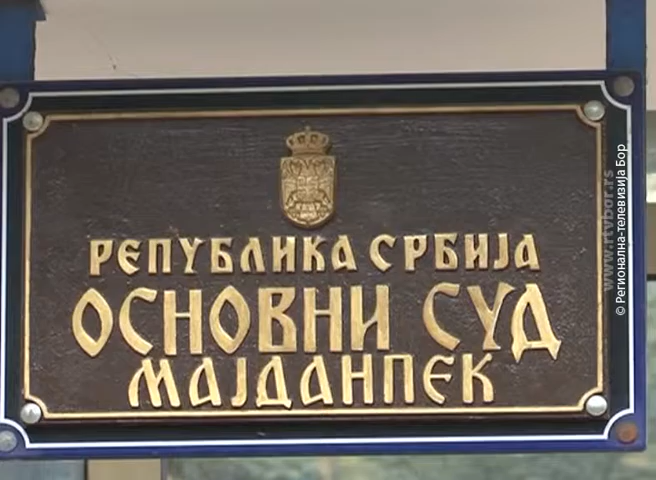 РЕПУБЛИКА СРБИЈА
ОСНОВНИ СУД
МАЈДАНПЕК
www.rtvbor.rs
© Регионална-телевизија Бор